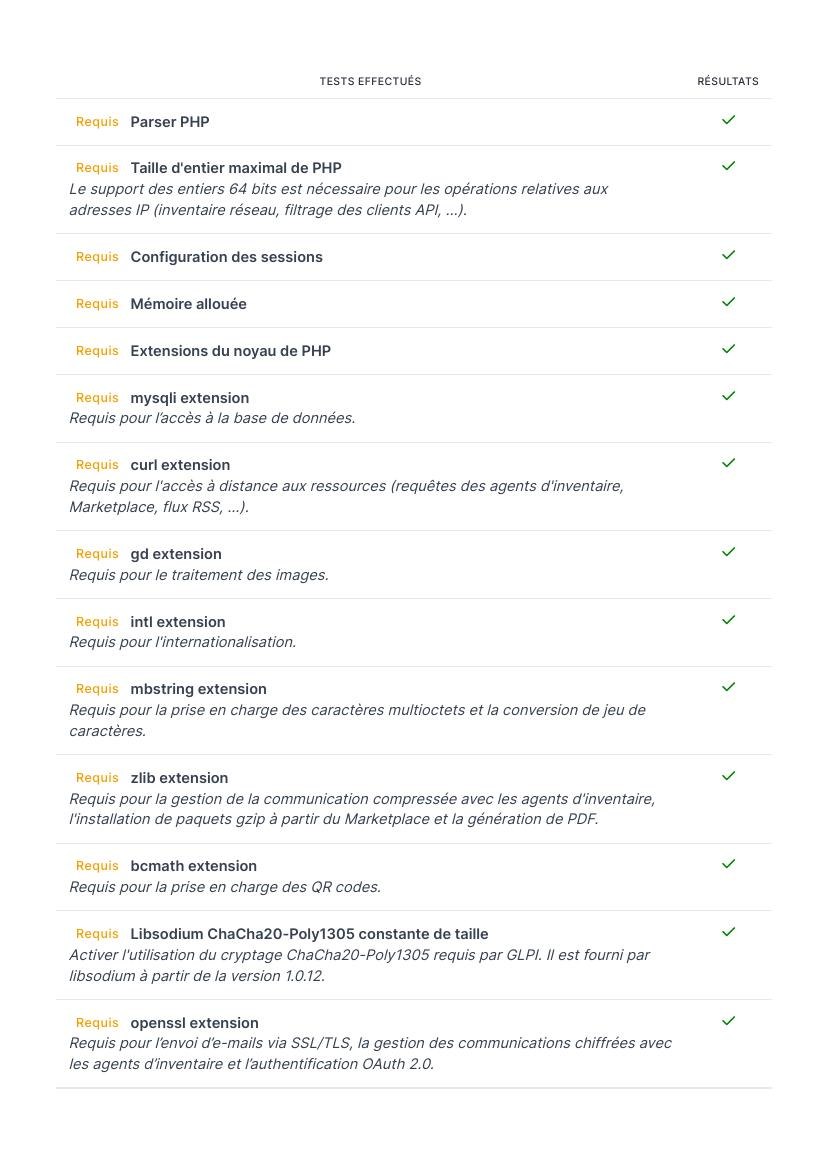 TESTS EFFECTUÉS RÉSULTATS
Requis Parser PHP
Requis Taille d'entier maximal de PHP
Le support des entiers 64 bits est nécessaire pour les opérations relatives aux
adresses IP (inventaire réseau, filtrage des clients API, ...).
Requis Configuration des sessions
Requis Mémoire allouée
Requis Extensions du noyau de PHP
Requis mysqli extension
Requis pour l’accès à la base de données.
Requis curl extension
Requis pour l'accès à distance aux ressources (requêtes des agents d'inventaire,
Marketplace, flux RSS, ...).
Requis gd extension
Requis pour le traitement des images.
Requis intl extension
Requis pour l'internationalisation.
Requis mbstring extension
Requis pour la prise en charge des caractères multioctets et la conversion de jeu de
caractères.
Requis zlib extension
Requis pour la gestion de la communication compressée avec les agents d'inventaire,
l'installation de paquets gzip à partir du Marketplace et la génération de PDF.
Requis bcmath extension
Requis pour la prise en charge des QR codes.
Requis Libsodium ChaCha20-Poly1305 constante de taille
Activer l'utilisation du cryptage ChaCha20-Poly1305 requis par GLPI. Il est fourni par
libsodium à partir de la version 1.0.12.
Requis openssl extension
Requis pour l’envoi d’e-mails via SSL/TLS, la gestion des communications chiffrées avec
les agents d’inventaire et l’authentification OAuth 2.0.